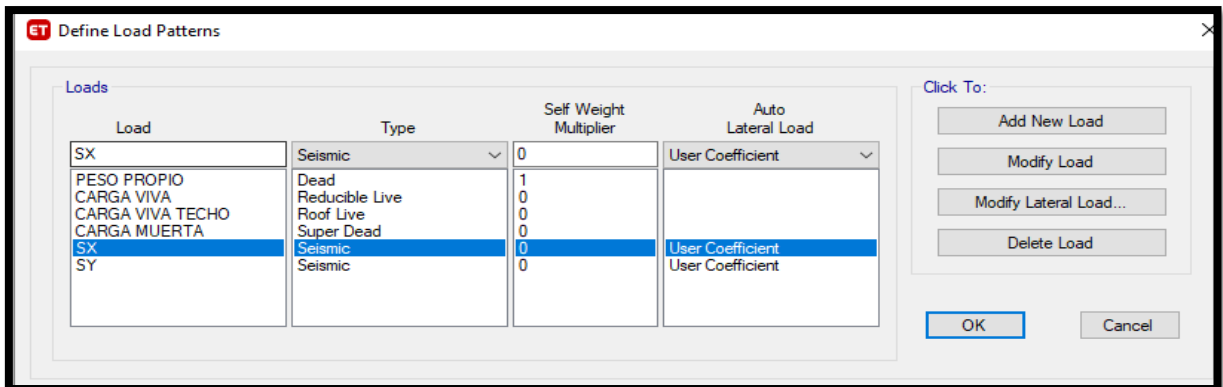 ET Define Load Patterns
Loads
Click To:
Load Type Self Weight Multiplier Auto Lateral Load
SX Seismic 0 User Coefficient
PESO PROPIO Dead 1
CARGA VIVA Reducible Live 0
CARGA VIVA TECHO Roof Live 0
CARGA MUERTA Super Dead 0
SX Seismic 0 User Coefficient
SY Seismic 0 User Coefficient
Add New Load
Modify Load
Modify Lateral Load...
Delete Load
OK Cancel